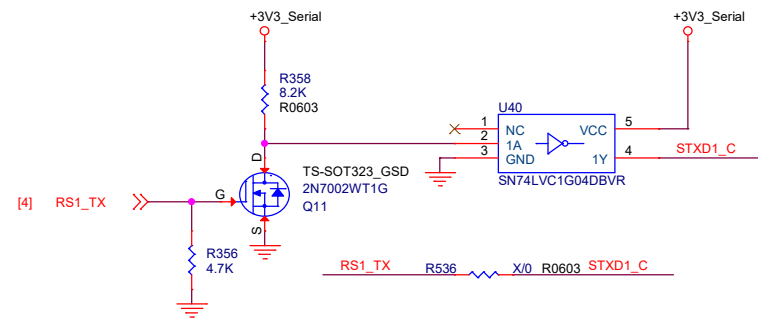 +3V3_Serial
+3V3_Serial
R358
8.2K
R0603
U40
1 NC VCC 5
2 1A
3 GND 1Y 4 STXD1_C
SN74LVC1G04DBVR
D
TS-SOT323_GSD
2N7002WT1G
Q11
G
S
[4] RS1_TX
R356
4.7K
RS1_TX R536 X/0 R0603 STXD1_C